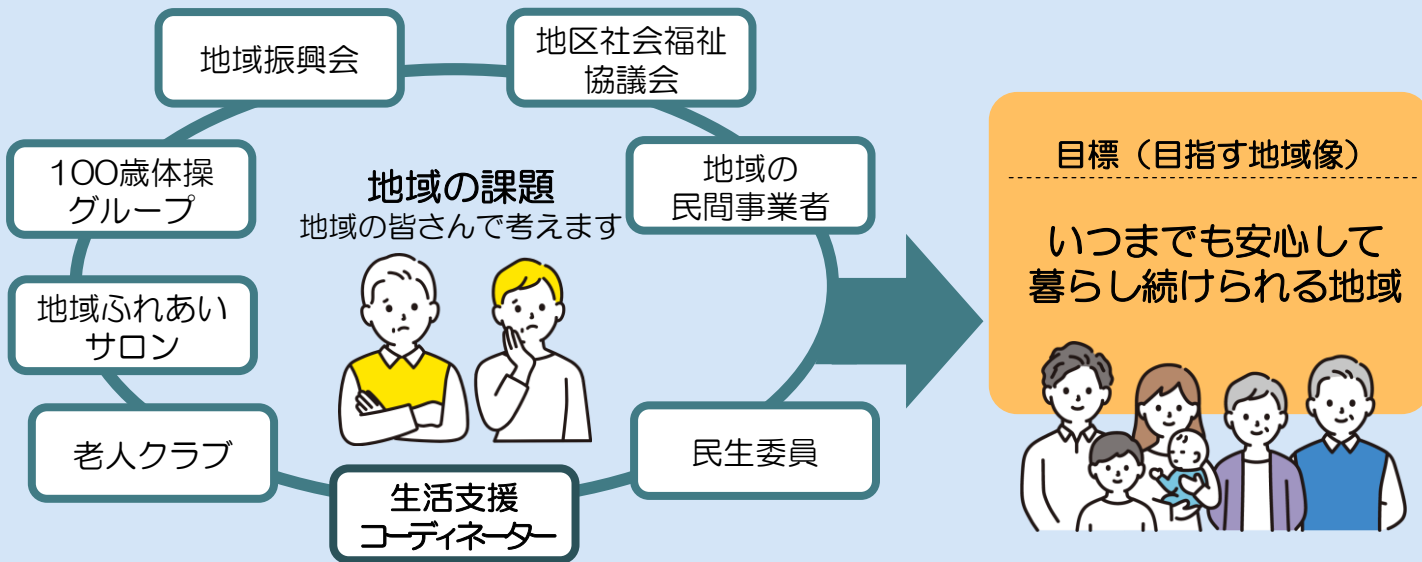 地域振興会
地区社会福祉
協議会
100歳体操
グループ
地域の
民間事業者
地域の課題
地域の皆さんで考えます
地域ふれあい
サロン
老人クラブ
民生委員
生活支援
コーディネーター
目標（目指す地域像）
いつまでも安心して
暮らし続けられる地域